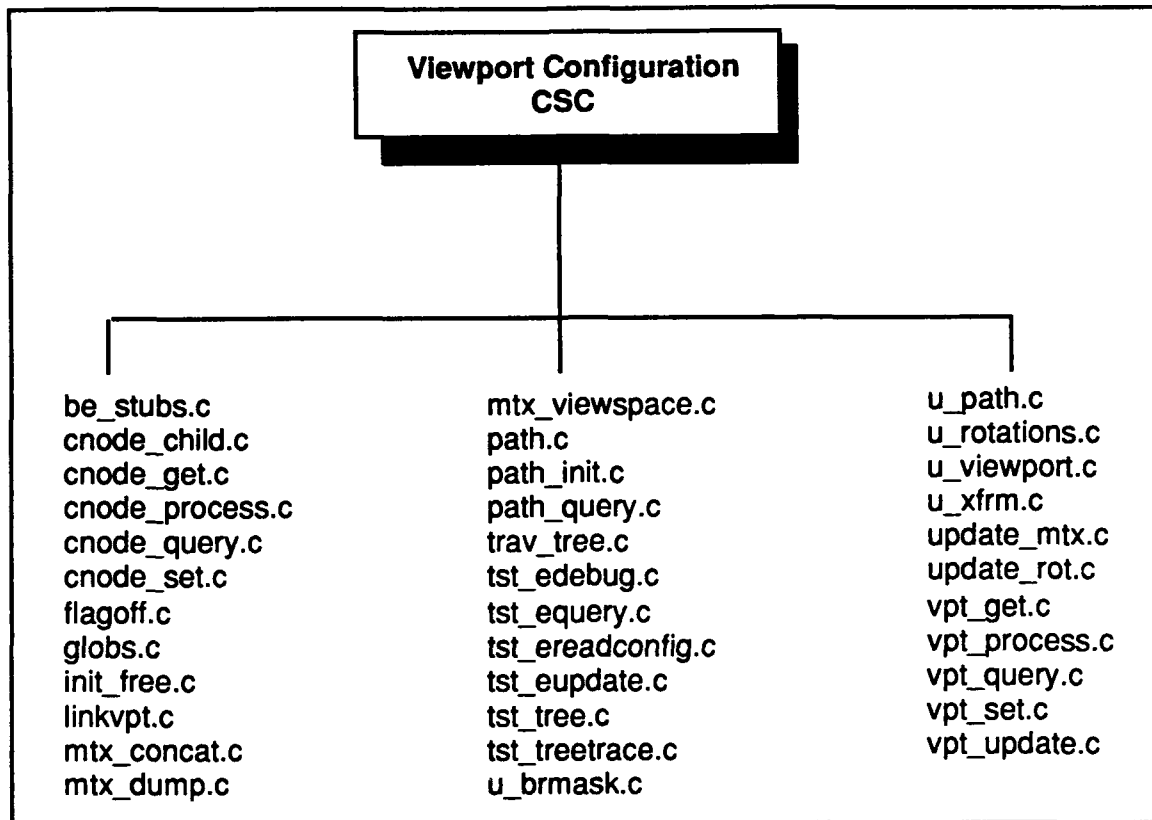 Viewport Configuration
CSC
be_stubs.c
cnode_child.c
cnode_get.c
cnode_process.c
cnode_query.c
cnode_set.c
flagoff.c
globs.c
init_free.c
linkvpt.c
mtx_concat.c
mtx_dump.c
mtx_viewspace.c
path.c
path_init.c
path_query.c
trav_tree.c
tst_edebug.c
tst_equery.c
tst_ereadconfig.c
tst_eupdate.c
tst_tree.c
tst_treetrace.c
u_brmask.c
u_path.c
u_rotations.c
u_viewport.c
u_xfrm.c
update_mtx.c
update_rot.c
vpt_get.c
vpt_process.c
vpt_query.c
vpt_set.c
vpt_update.c